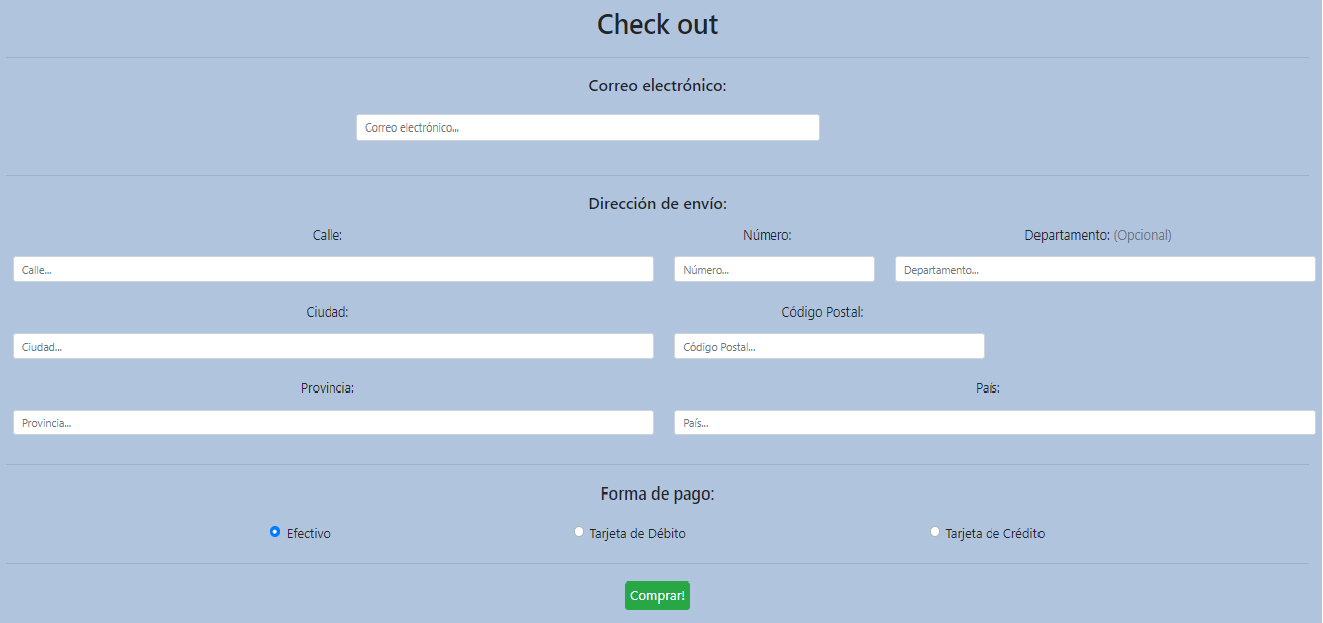 Check out
Correo electrónico:
Correo electrónico...
Dirección de envío:
Calle: Número: Departamento: (Opcional)
Calle... Número... Departamento...
Ciudad: Código Postal:
Ciudad... Código Postal...
Provincia: País:
Provincia... País...
Forma de pago:
Efectivo Tarjeta de Débito Tarjeta de Crédito
Comprar!